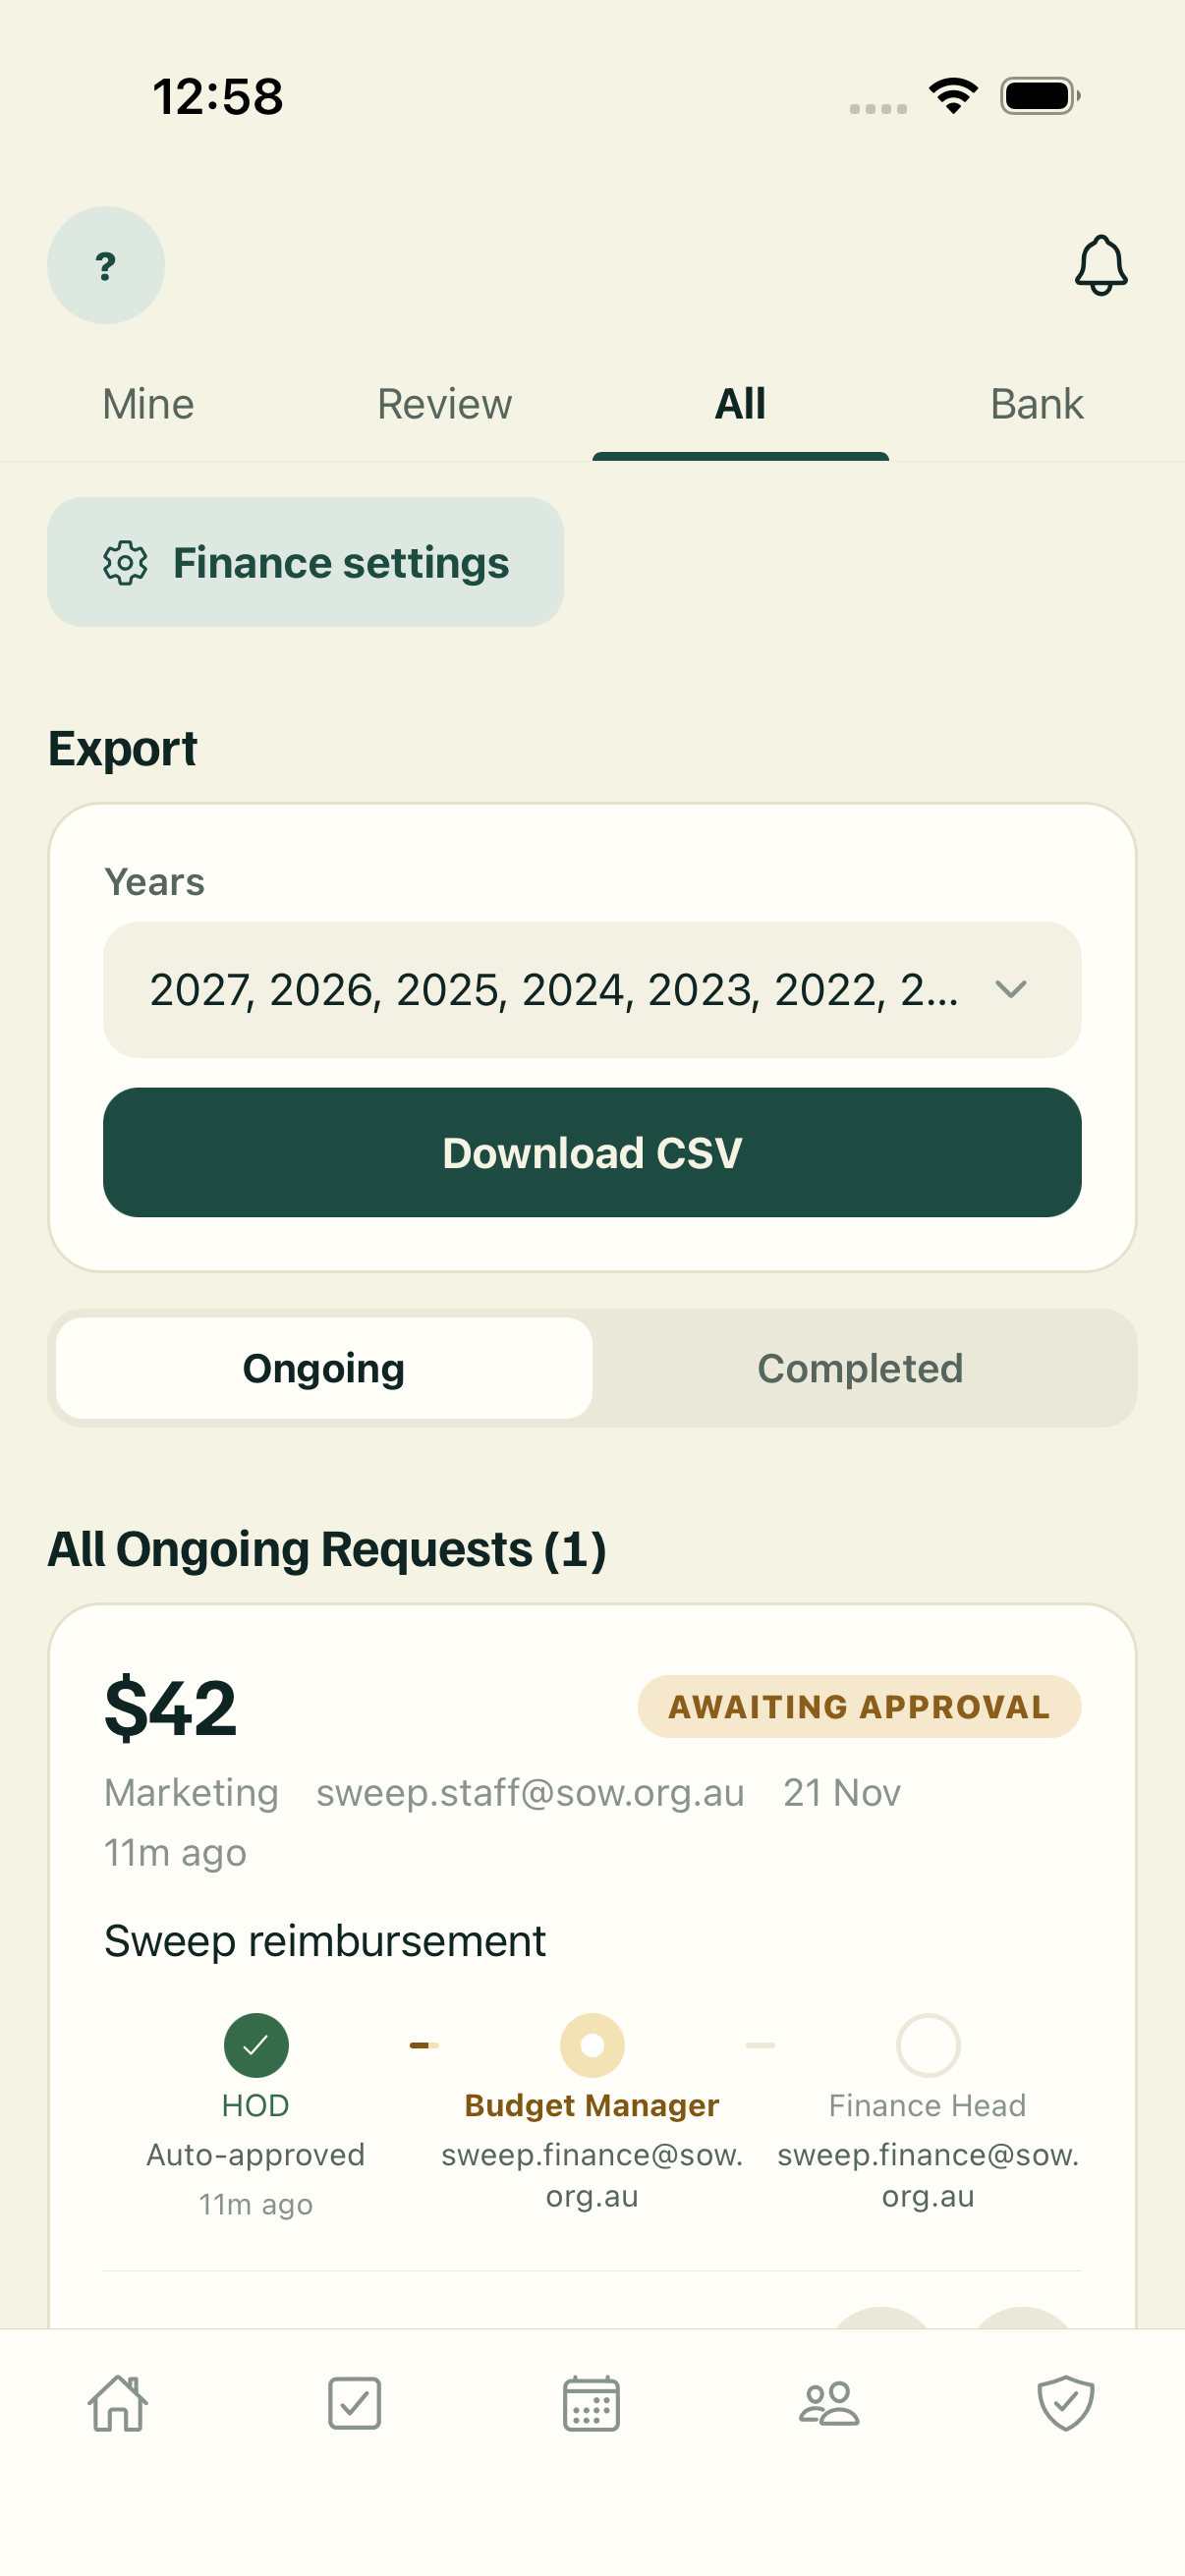 12:58
?
Mine Review All Bank
Finance settings
Export
Years
2027, 2026, 2025, 2024, 2023, 2022, 2...
Download CSV
Ongoing Completed
All Ongoing Requests (1)
$42 AWAITING APPROVAL
Marketing sweep.staff@sow.org.au 21 Nov
11m ago
Sweep reimbursement
HOD Budget Manager Finance Head
Auto-approved sweep.finance@sow. sweep.finance@sow.
11m ago org.au org.au